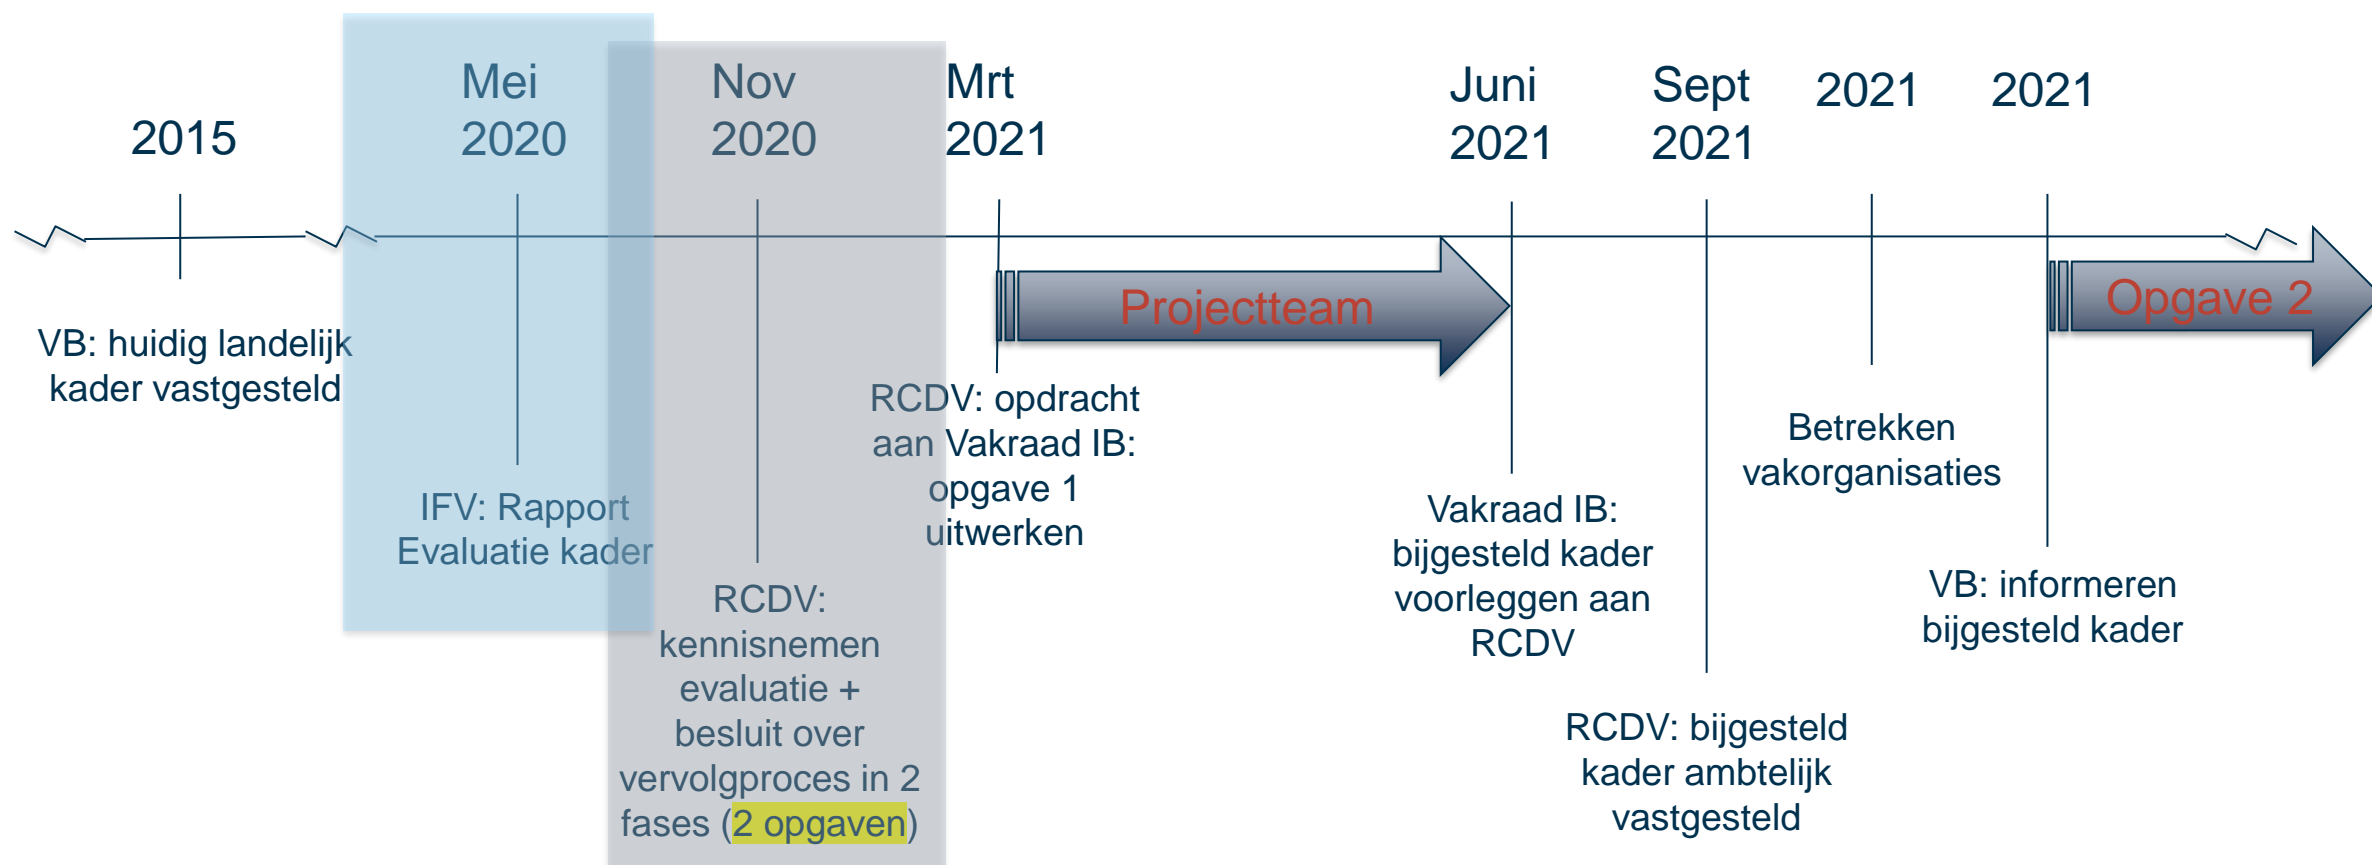 2015
VB: huidig landelijk
kader vastgesteld
Mei
2020
IFV: Rapport
Evaluatie kader
Nov
2020
RCDV:
kennisnemen
evaluatie +
besluit over
vervolgproces in 2
fases (2 opgaven)
Mrt
2021
RCDV: opdracht
aan Vakraad IB:
opgave 1
uitwerken
Projectteam
Juni
2021
Vakraad IB:
bijgesteld kader
voorleggen aan
RCDV
Sept
2021
RCDV: bijgesteld
kader ambtelijk
vastgesteld
2021
Betrekken
vakorganisaties
2021
VB: informeren
bijgesteld kader
Opgave 2